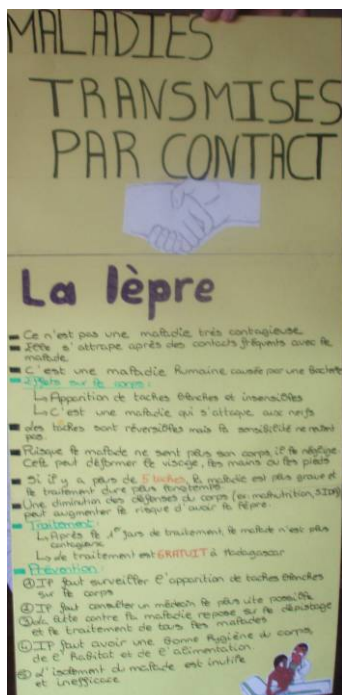 MALADIES
TRANSMISES
PAR CONTACT
La lèpre
Ce n'est pas une maladie très contagieuse.
Elle s'attrape après des contacts fréquents avec le
malade.
C'est une maladie humaine causée par une Bactérie
Effets sur le corps:
Apparition de taches blanches et insensibles
C'est une maladie qui s'attaque aux nerfs
Les taches sont réversibles mais la sensibilité ne revient
pas.
Puisque le malade ne sent plus son corps, il le néglige.
Cela peut déformer le visage, les mains ou les pieds
Si il y a plus de 5 taches, la maladie est plus grave et
le traitement dure plus longtemps.
Une diminution des défenses du corps (ex: malnutrition, SIDA)
peut augmenter le risque d'avoir la lèpre.
Traitement:
Après le 1er jour de traitement, le malade n'est plus
contagieux
Le traitement est GRATUIT à Madagascar
Prévention:
① Il faut surveiller l'apparition de taches blanches
sur le corps
② Il faut consulter un médecin le plus vite possible
③ La lutte contre la maladie repose sur le dépistage
et le traitement de tous les malades
④ Il faut avoir une bonne hygiène du corps,
de l'habitat et de l'alimentation
⑤ L'isolement du malade est inutile
et inefficace